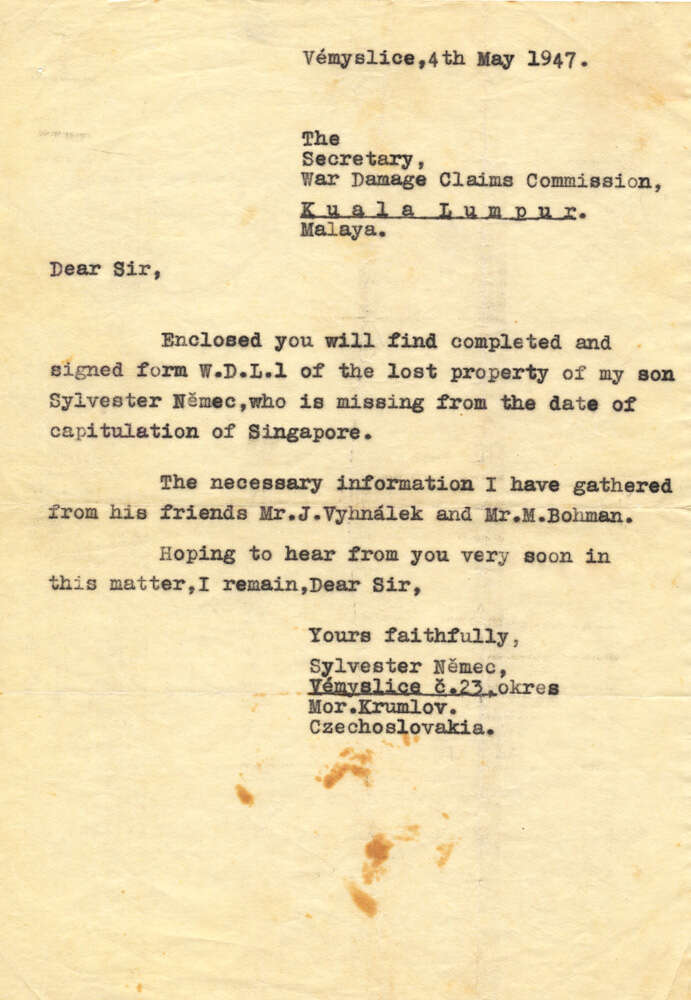 Vémyslice,4th May 1947.
The
Secretary,
War Damage Claims Commission,
Kuala Lumpur.
Malaya.
Dear Sir,
Enclosed you will find completed and
signed form W.D.L.1 of the lost property of my son
Sylvester Němec,who is missing from the date of
capitulation of Singapore.
The necessary information I have gathered
from his friends Mr.J.Vyhnálek and Mr.M.Bohman.
Hoping to hear from you very soon in
this matter,I remain,Dear Sir,
Yours faithfully,
Sylvester Němec,
Vémyslice č.23,okres
Mor.Krumlov.
Czechoslovakia.